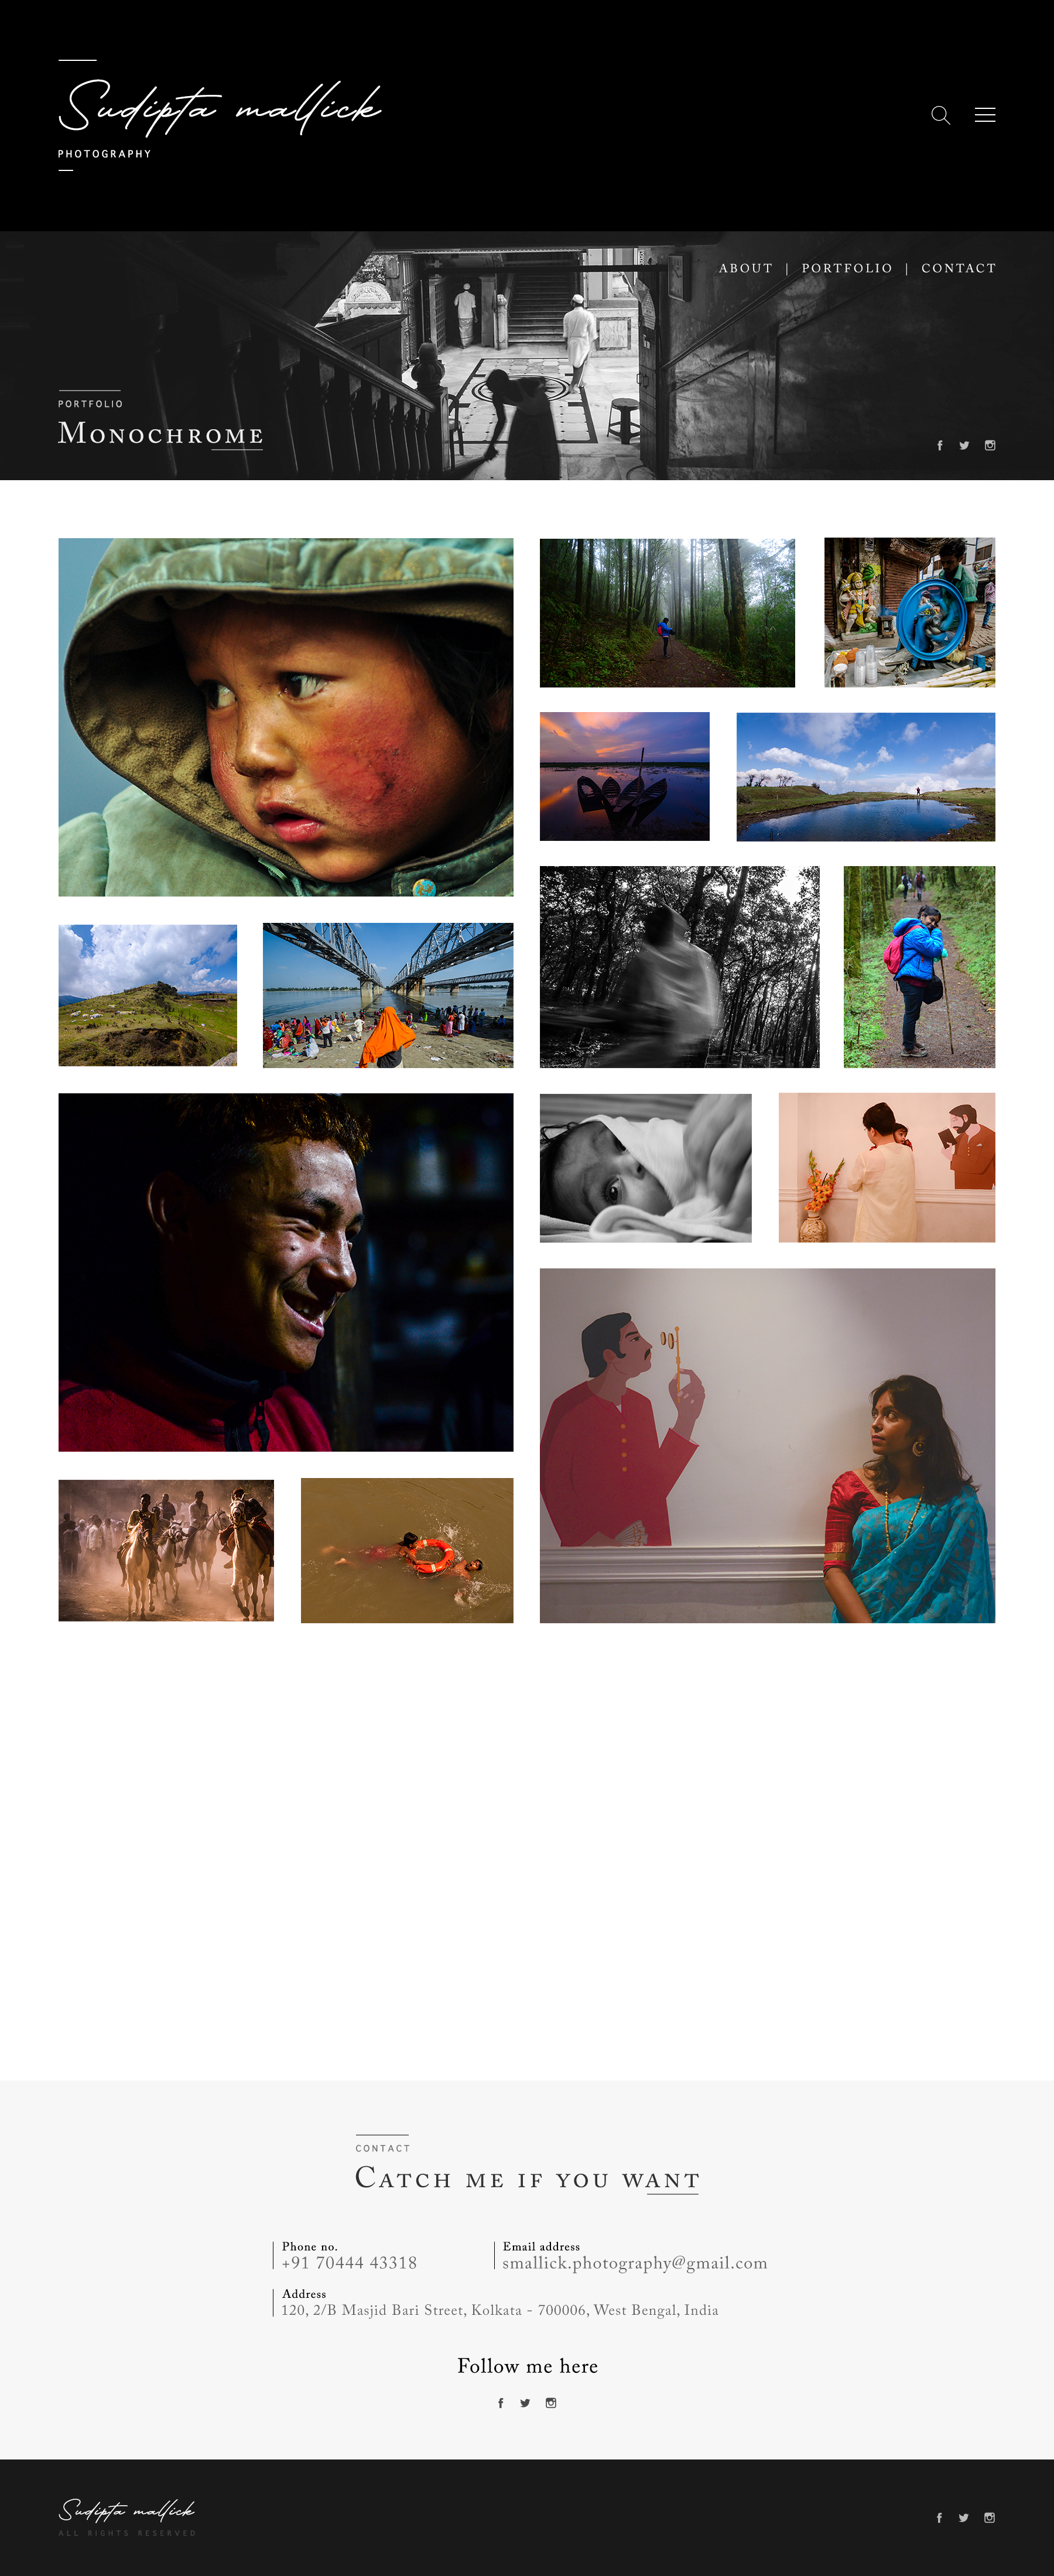 Sudipta mallick
PHOTOGRAPHY
ABOUT | PORTFOLIO | CONTACT
PORTFOLIO
MONOCHROME
CONTACT
CATCH ME IF YOU WANT
Phone no.
+91 70444 43318
Email address
smallick.photography@gmail.com
Address
120, 2/B Masjid Bari Street, Kolkata - 700006, West Bengal, India
Follow me here
Sudipta mallick
ALL RIGHTS RESERVED